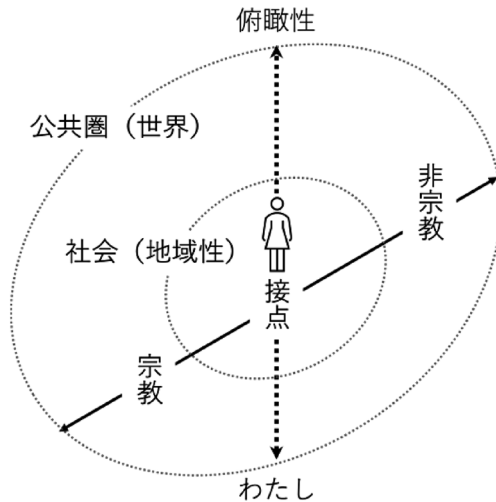 俯瞰性
公共圏（世界）
非宗教
社会（地域性）
接点
宗教
わたし